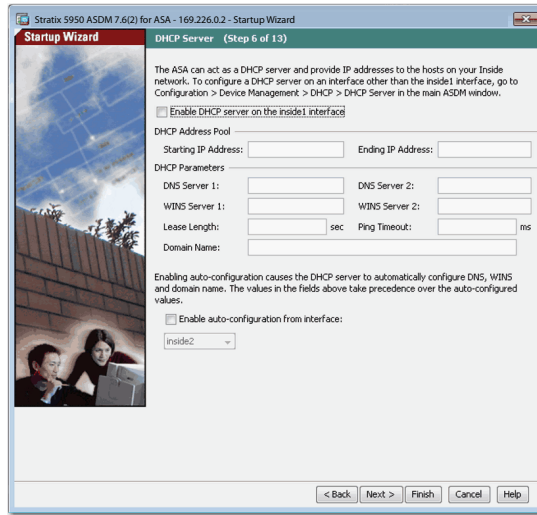 Stratix 5950 ASDM 7.6(2) for ASA - 169.226.0.2 - Startup Wizard
Startup Wizard
DHCP Server (Step 6 of 13)
The ASA can act as a DHCP server and provide IP addresses to the hosts on your Inside
network. To configure a DHCP server on an interface other than the inside1 interface, go to
Configuration > Device Management > DHCP > DHCP Server in the main ASDM window.
Enable DHCP server on the inside1 interface
DHCP Address Pool
Starting IP Address: Ending IP Address:
DHCP Parameters
DNS Server 1: DNS Server 2:
WINS Server 1: WINS Server 2:
Lease Length: sec Ping Timeout: ms
Domain Name:
Enabling auto-configuration causes the DHCP server to automatically configure DNS, WINS
and domain name. The values in the fields above take precedence over the auto-configured
values.
Enable auto-configuration from interface:
inside2
< Back Next > Finish Cancel Help